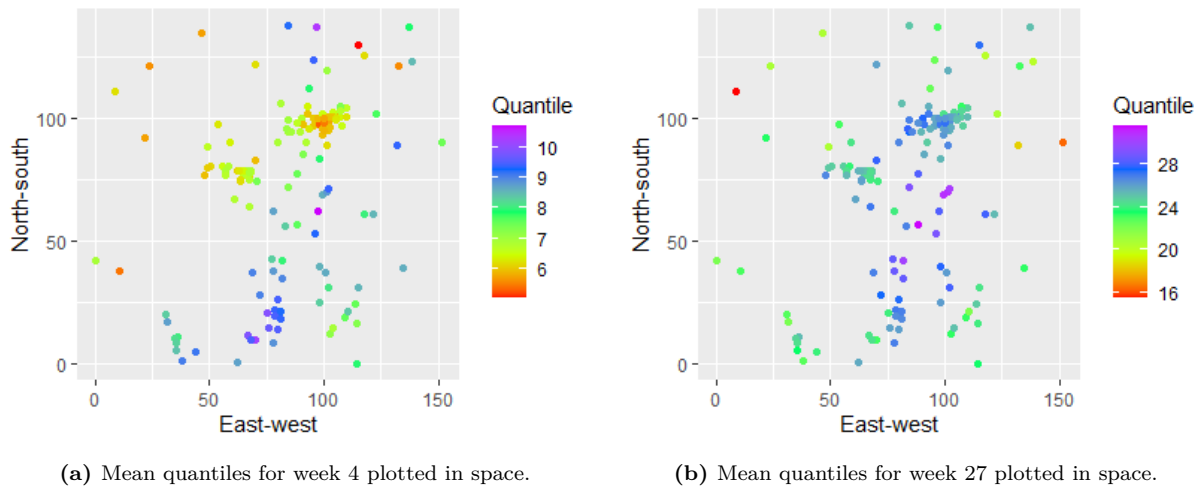 100
50
0
North-south
0
50
100
150
East-west
Quantile
10
9
8
7
6
(a) Mean quantiles for week 4 plotted in space.
100
50
0
North-south
0
50
100
150
East-west
Quantile
28
24
20
16
(b) Mean quantiles for week 27 plotted in space.